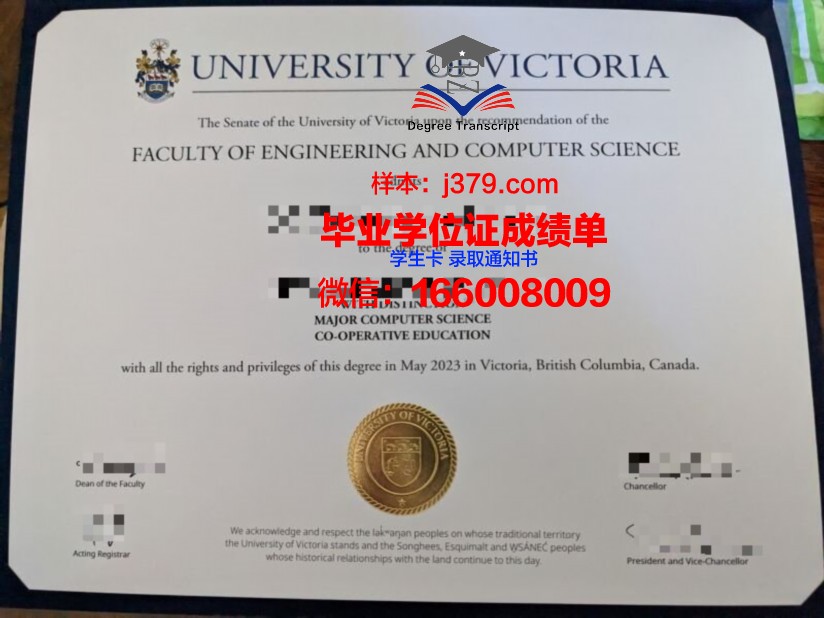 UNIVERSITY OF VICTORIA
Degree Transcript
The Senate of the University of Victoria upon the recommendation of the
FACULTY OF ENGINEERING AND COMPUTER SCIENCE
样本：j379.com
毕业学位证成绩单
to the degree of
学生卡 录取通知书
微信：166008009
WITH DISTINCTION
MAJOR COMPUTER SCIENCE
CO-OPERATIVE EDUCATION
with all the rights and privileges of this degree in May 2023 in Victoria, British Columbia, Canada.
UNIVERSITY OF VICTORIA
Dean of the Faculty
Chancellor
Acting Registrar
President and Vice-Chancellor
We acknowledge and respect the lək̓ʷəŋən peoples on whose traditional territory
the University of Victoria stands and the Songhees, Esquimalt and W̱SÁNEĆ peoples
whose historical relationships with the land continue to this day.